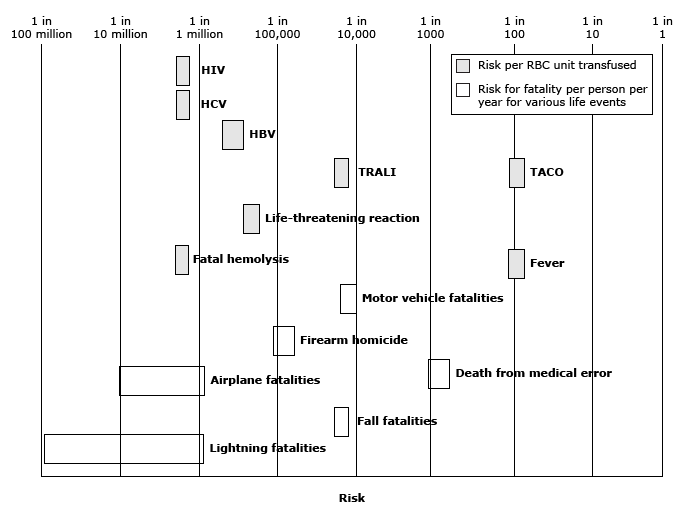 1 in 1 in 1 in 1 in 1 in 1 in 1 in 1 in 1 in
100 million 10 million 1 million 100,000 10,000 1000 100 10 1
Risk per RBC unit transfused
Risk for fatality per person per
year for various life events
HIV
HCV
HBV
TRALI
TACO
Life-threatening reaction
Fatal hemolysis
Fever
Motor vehicle fatalities
Firearm homicide
Airplane fatalities
Death from medical error
Fall fatalities
Lightning fatalities
Risk